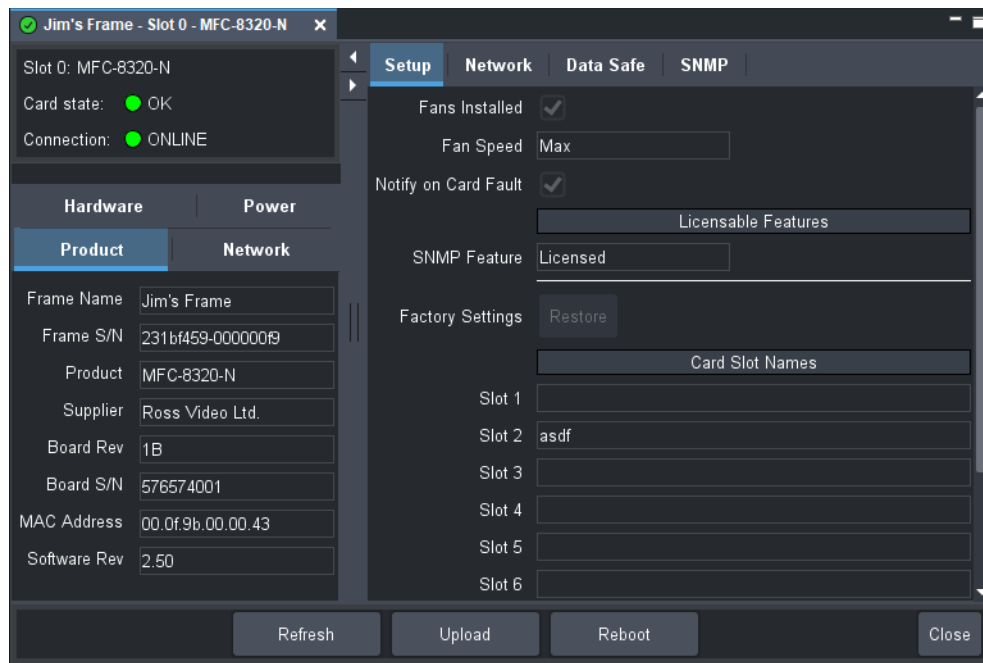 Jim's Frame - Slot 0 - MFC-8320-N
Slot 0: MFC-8320-N
Card state: OK
Connection: ONLINE
Hardware Power
Product Network
Frame Name Jim's Frame
Frame S/N 231bf459-000000f9
Product MFC-8320-N
Supplier Ross Video Ltd.
Board Rev 1B
Board S/N 576574001
MAC Address 00.0f.9b.00.00.43
Software Rev 2.50
Setup Network Data Safe SNMP
Fans Installed
Fan Speed Max
Notify on Card Fault
Licensable Features
SNMP Feature Licensed
Factory Settings Restore
Card Slot Names
Slot 1
Slot 2 asdf
Slot 3
Slot 4
Slot 5
Slot 6
Refresh Upload Reboot Close